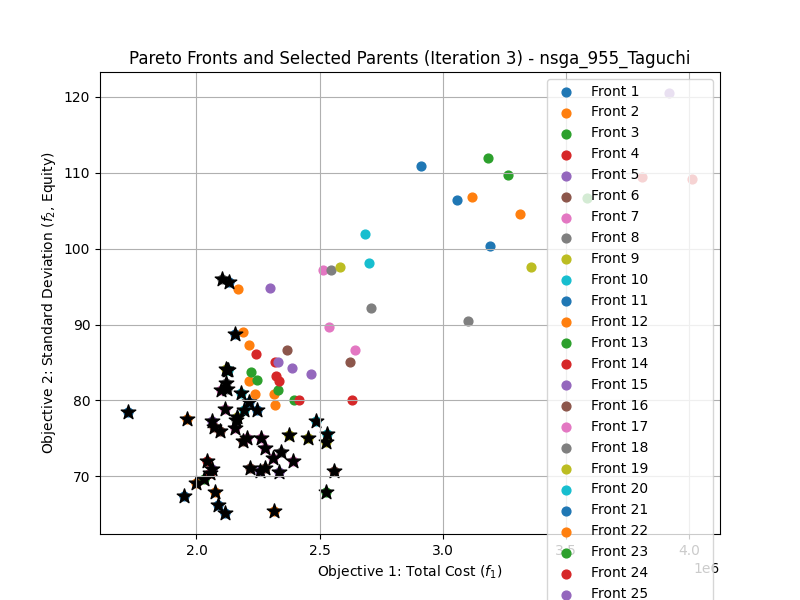 Pareto Fronts and Selected Parents (Iteration 3) - nsga_955_Taguchi
Objective 2: Standard Deviation (f₂, Equity)
120
110
100
90
80
70
2.0
2.5
3.0
3.5
4.0
1e6
Objective 1: Total Cost (f₁)
Front 1
Front 2
Front 3
Front 4
Front 5
Front 6
Front 7
Front 8
Front 9
Front 10
Front 11
Front 12
Front 13
Front 14
Front 15
Front 16
Front 17
Front 18
Front 19
Front 20
Front 21
Front 22
Front 23
Front 24
Front 25